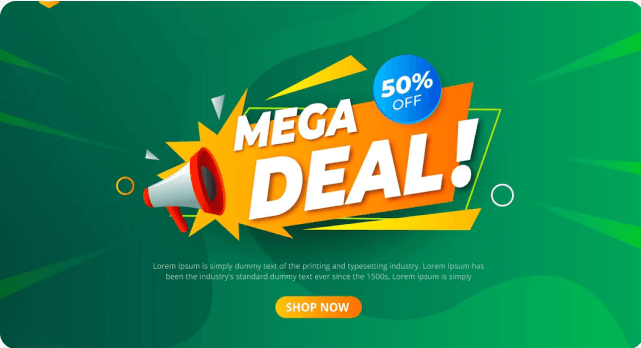 50%
OFF
MEGA
DEAL!
Lorem Ipsum is simply dummy text of the printing and typesetting industry. Lorem Ipsum has
been the industry's standard dummy text ever since the 1500s, Lorem Ipsum is simply
SHOP NOW